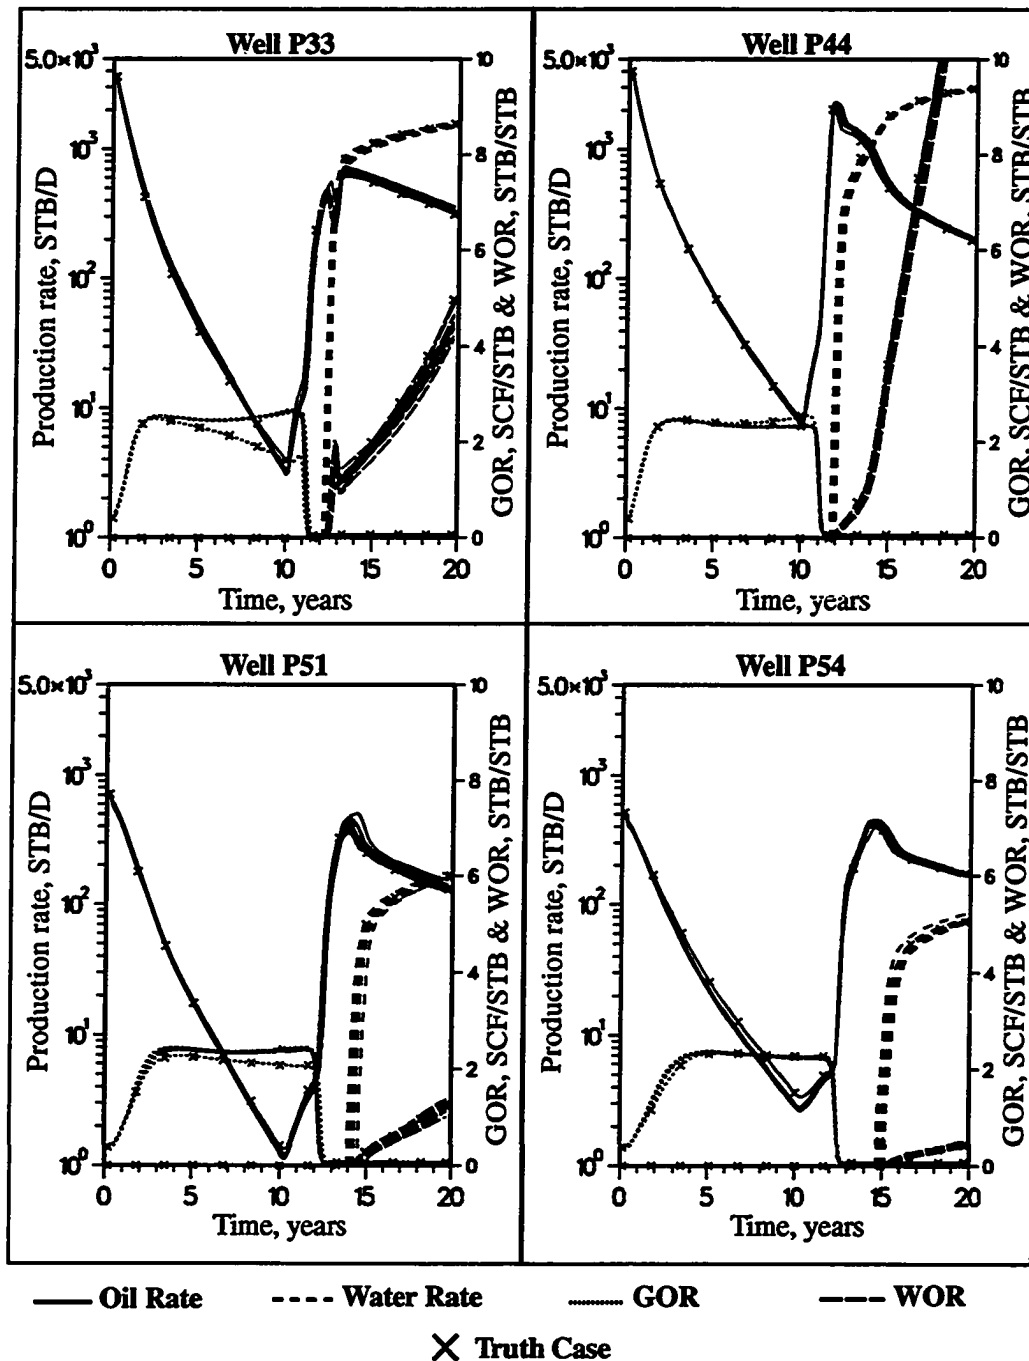 Well P33
5.0×10³
10³
10²
10¹
10⁰
Production rate, STB/D
10
8
6
4
2
0
GOR, SCF/STB & WOR, STB/STB
0 5 10 15 20
Time, years
Well P44
5.0×10³
10³
10²
10¹
10⁰
Production rate, STB/D
10
8
6
4
2
0
GOR, SCF/STB & WOR, STB/STB
0 5 10 15 20
Time, years
Well P51
5.0×10³
10³
10²
10¹
10⁰
Production rate, STB/D
10
8
6
4
2
0
GOR, SCF/STB & WOR, STB/STB
0 5 10 15 20
Time, years
Well P54
5.0×10³
10³
10²
10¹
10⁰
Production rate, STB/D
10
8
6
4
2
0
GOR, SCF/STB & WOR, STB/STB
0 5 10 15 20
Time, years
Oil Rate Water Rate GOR WOR
Truth Case